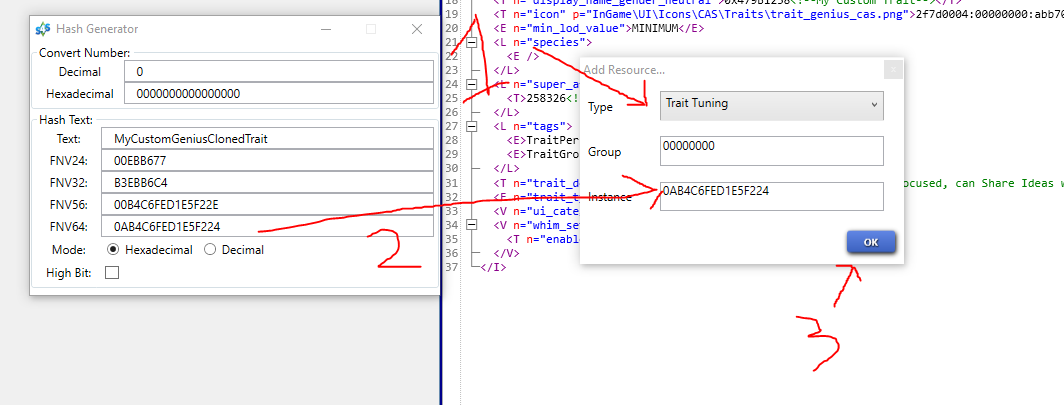 Hash Generator
Convert Number:
Decimal 0
Hexadecimal 0000000000000000
Hash Text:
Text: MyCustomGeniusClonedTrait
FNV24: 00EBB677
FNV32: B3EBB6C4
FNV56: 00B4C6FED1E5F22E
FNV64: 0AB4C6FED1E5F224
Mode: Hexadecimal Decimal
High Bit:
2
18 <T n="display_name_gender_neutral">0x479b1258<!--My Custom Trait--></T>
19 <T n="icon" p="InGame\UI\Icons\CAS\Traits\trait_genius_cas.png">2f7d0004:00000000:abb70
20 <E n="min_lod_value">MINIMUM</E>
21 <L n="species">
22 <E />
23 </L>
24 <L n="super_a
25 <T>258326<!
26 </L>
27 <L n="tags">
28 <E>TraitPer
29 <E>TraitGro
30 </L>
31 <T n="trait_d ocused, can Share Ideas w
32 <E n="trait_t
33 <V n="ui_cate
34 <V n="whim_se
35 <T n="enabl
36 </V>
37 </I>
Add Resource...
Type Trait Tuning
Group 00000000
Instance 0AB4C6FED1E5F224
OK
3